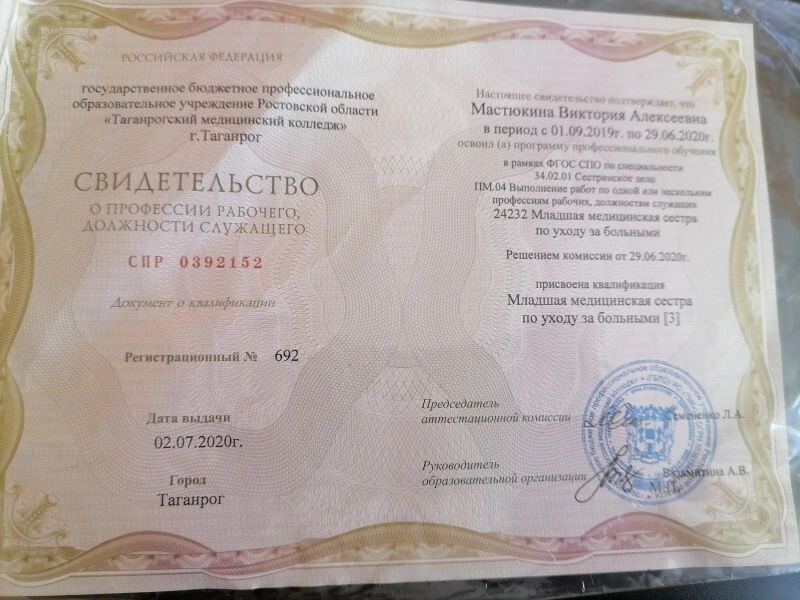 РОССИЙСКАЯ ФЕДЕРАЦИЯ
государственное бюджетное профессиональное
образовательное учреждение Ростовской области
«Таганрогский медицинский колледж»
г.Таганрог
СВИДЕТЕЛЬСТВО
О ПРОФЕССИИ РАБОЧЕГО,
ДОЛЖНОСТИ СЛУЖАЩЕГО
СПР 0392152
Документ о квалификации
Регистрационный № 692
Дата выдачи
02.07.2020г.
Город
Таганрог
Настоящее свидетельство подтверждает, что
Мастюкина Виктория Алексеевна
в период с 01.09.2019г. по 29.06.2020г.
освоил (а) программу профессионального обучения
в рамках ФГОС СПО по специальности
34.02.01 Сестринское дело
ПМ.04 Выполнение работ по одной или нескольким
профессиям рабочих, должностям служащих
24232 Младшая медицинская сестра
по уходу за больными
Решением комиссии от 29.06.2020г.
присвоена квалификация
Младшая медицинская сестра
по уходу за больными [3]
Председатель
аттестационной комиссии
Семененко Л.А.
Руководитель
образовательной организации
Вязьмитина А.В.
М.П.